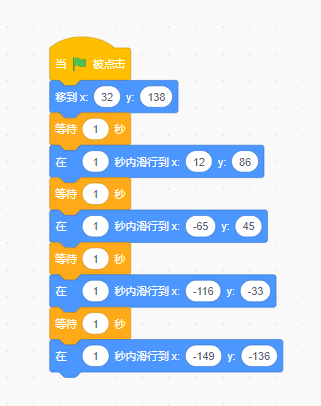 当 被点击
移到 x: 32 y: 138
等待 1 秒
在 1 秒内滑行到 x: 12 y: 86
等待 1 秒
在 1 秒内滑行到 x: -65 y: 45
等待 1 秒
在 1 秒内滑行到 x: -116 y: -33
等待 1 秒
在 1 秒内滑行到 x: -149 y: -136